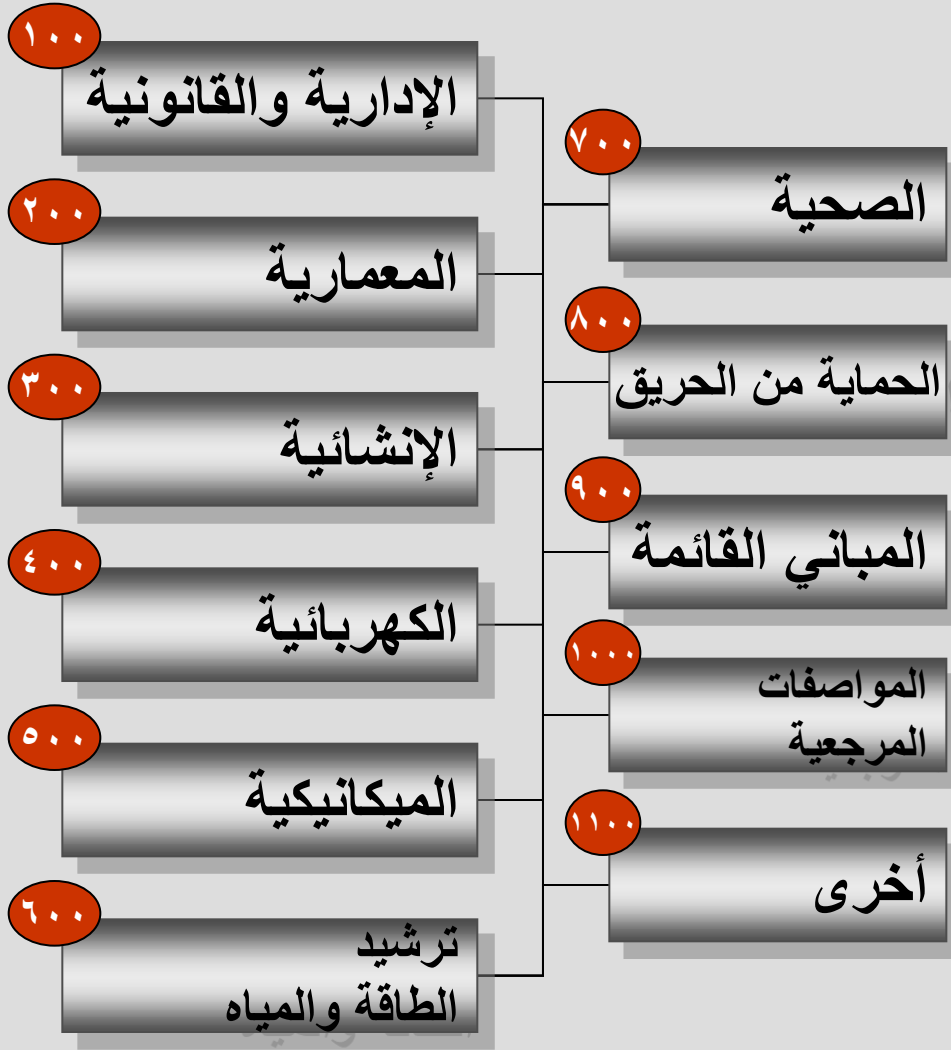 ١٠٠
الإدارية والقانونية
٢٠٠
المعمارية
٣٠٠
الإنشائية
٤٠٠
الكهربائية
٥٠٠
الميكانيكية
٦٠٠
ترشيد
الطاقة والمياه
٧٠٠
الصحية
٨٠٠
الحماية من الحريق
٩٠٠
المباني القائمة
١٠٠٠
المواصفات
المرجعية
١١٠٠
أخرى